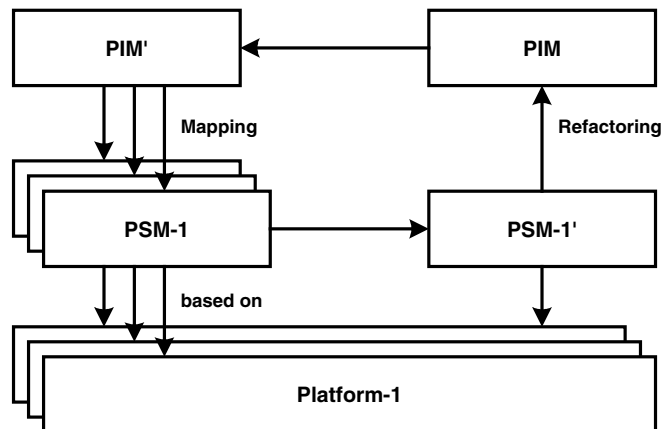 PIM'
PIM
Mapping
Refactoring
PSM-1
PSM-1'
based on
Platform-1